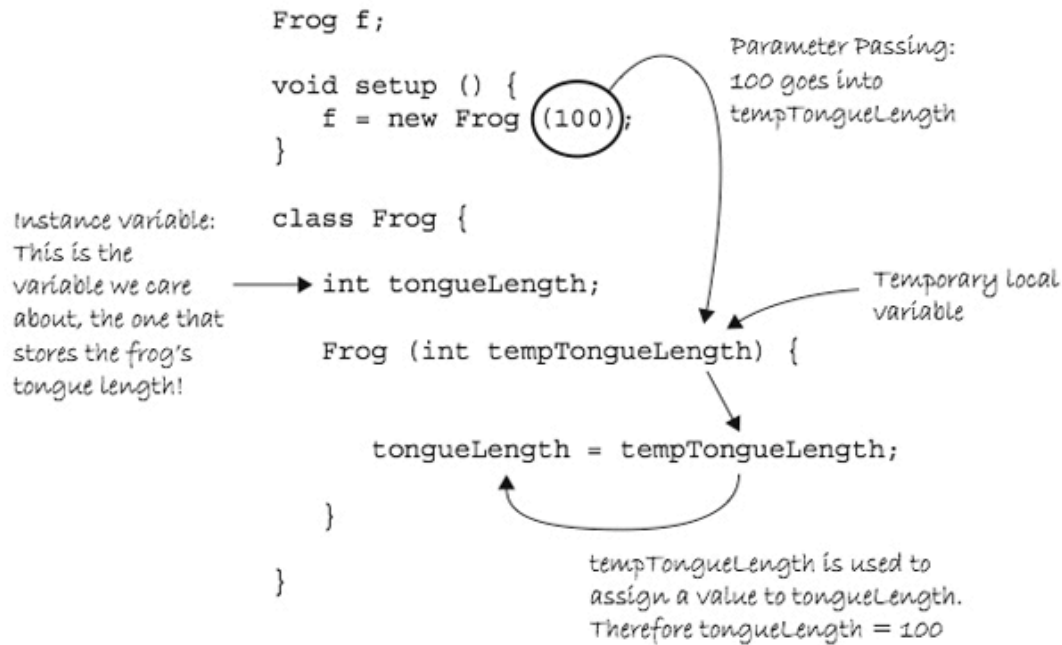 Frog f;
void setup () {
f = new Frog (100);
}
Parameter Passing:
100 goes into
tempTongueLength
class Frog {
Instance variable:
This is the
variable we care
about, the one that
stores the frog's
tongue length!
int tongueLength;
Temporary local
variable
Frog (int tempTongueLength) {
tongueLength = tempTongueLength;
}
}
tempTongueLength is used to
assign a value to tongueLength.
Therefore tongueLength = 100